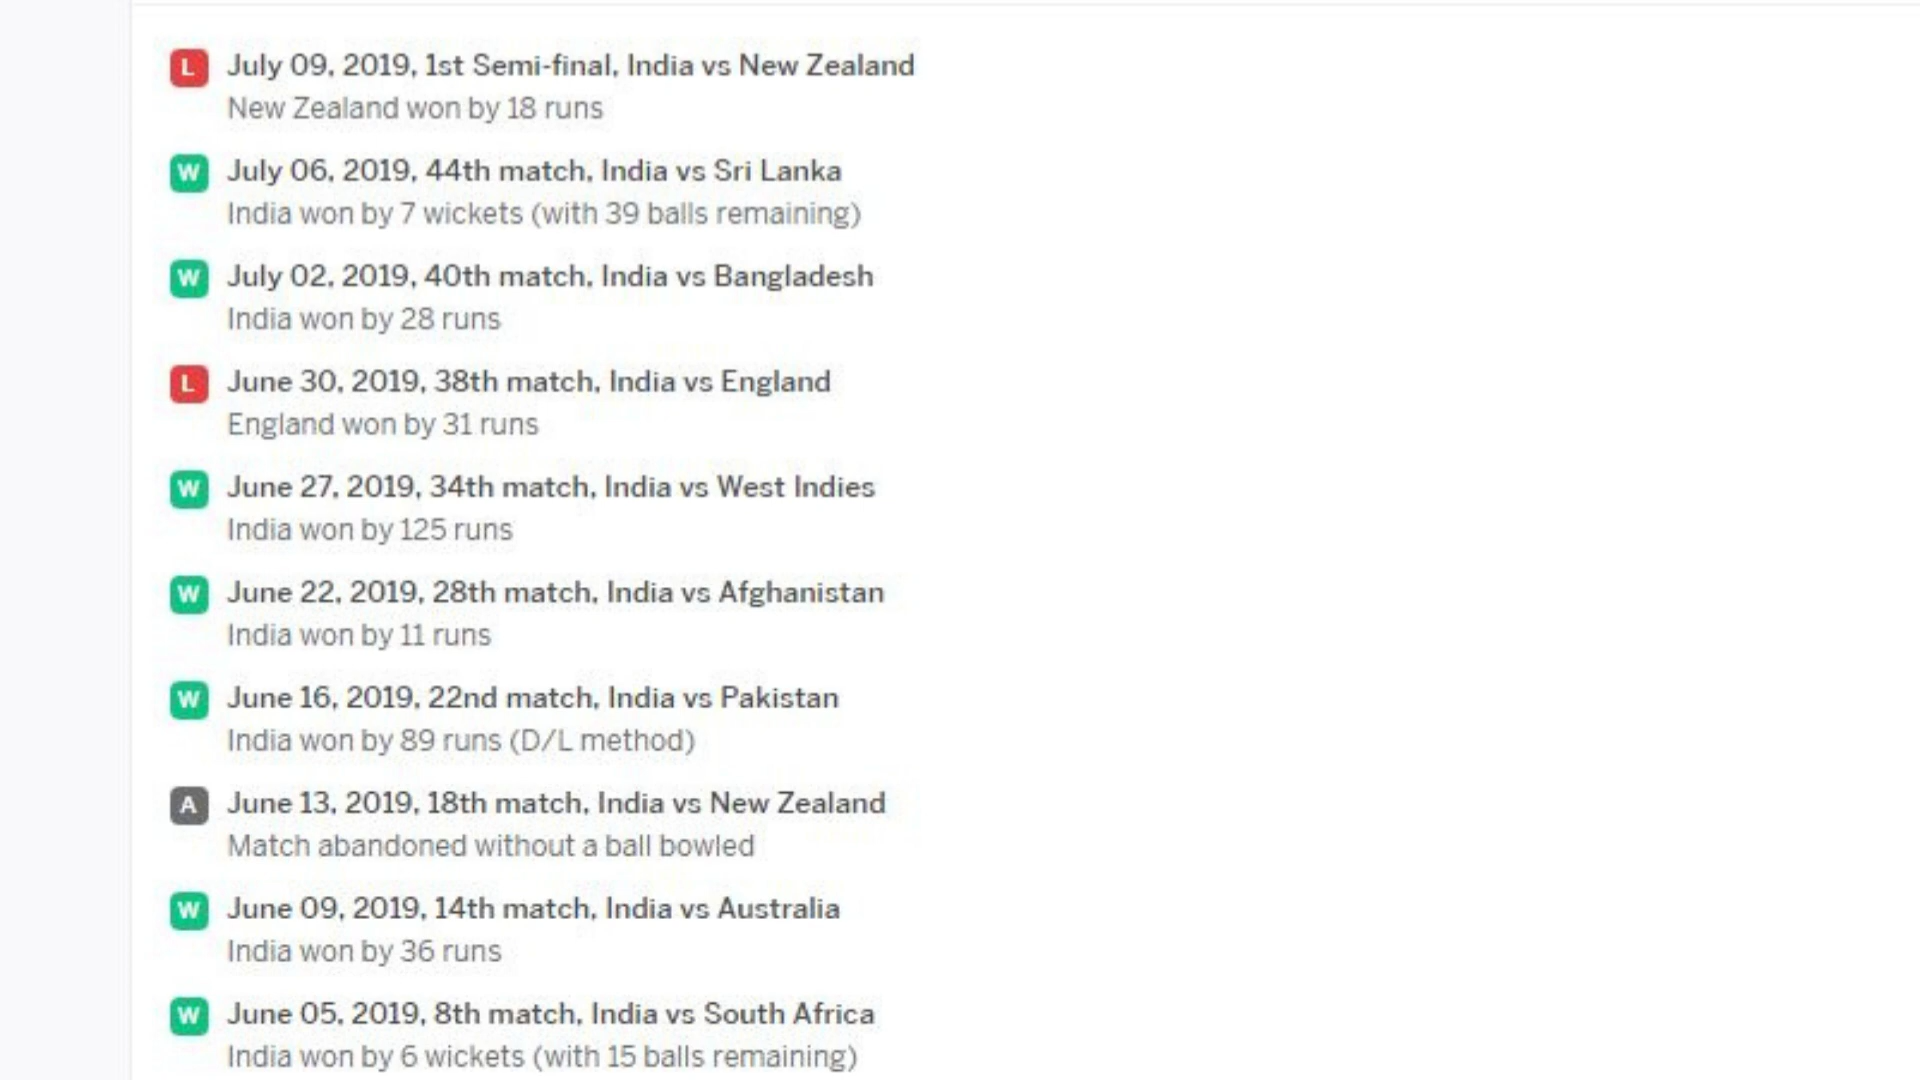 L July 09, 2019, 1st Semi-final, India vs New Zealand
New Zealand won by 18 runs
W July 06, 2019, 44th match, India vs Sri Lanka
India won by 7 wickets (with 39 balls remaining)
W July 02, 2019, 40th match, India vs Bangladesh
India won by 28 runs
L June 30, 2019, 38th match, India vs England
England won by 31 runs
W June 27, 2019, 34th match, India vs West Indies
India won by 125 runs
W June 22, 2019, 28th match, India vs Afghanistan
India won by 11 runs
W June 16, 2019, 22nd match, India vs Pakistan
India won by 89 runs (D/L method)
A June 13, 2019, 18th match, India vs New Zealand
Match abandoned without a ball bowled
W June 09, 2019, 14th match, India vs Australia
India won by 36 runs
W June 05, 2019, 8th match, India vs South Africa
India won by 6 wickets (with 15 balls remaining)